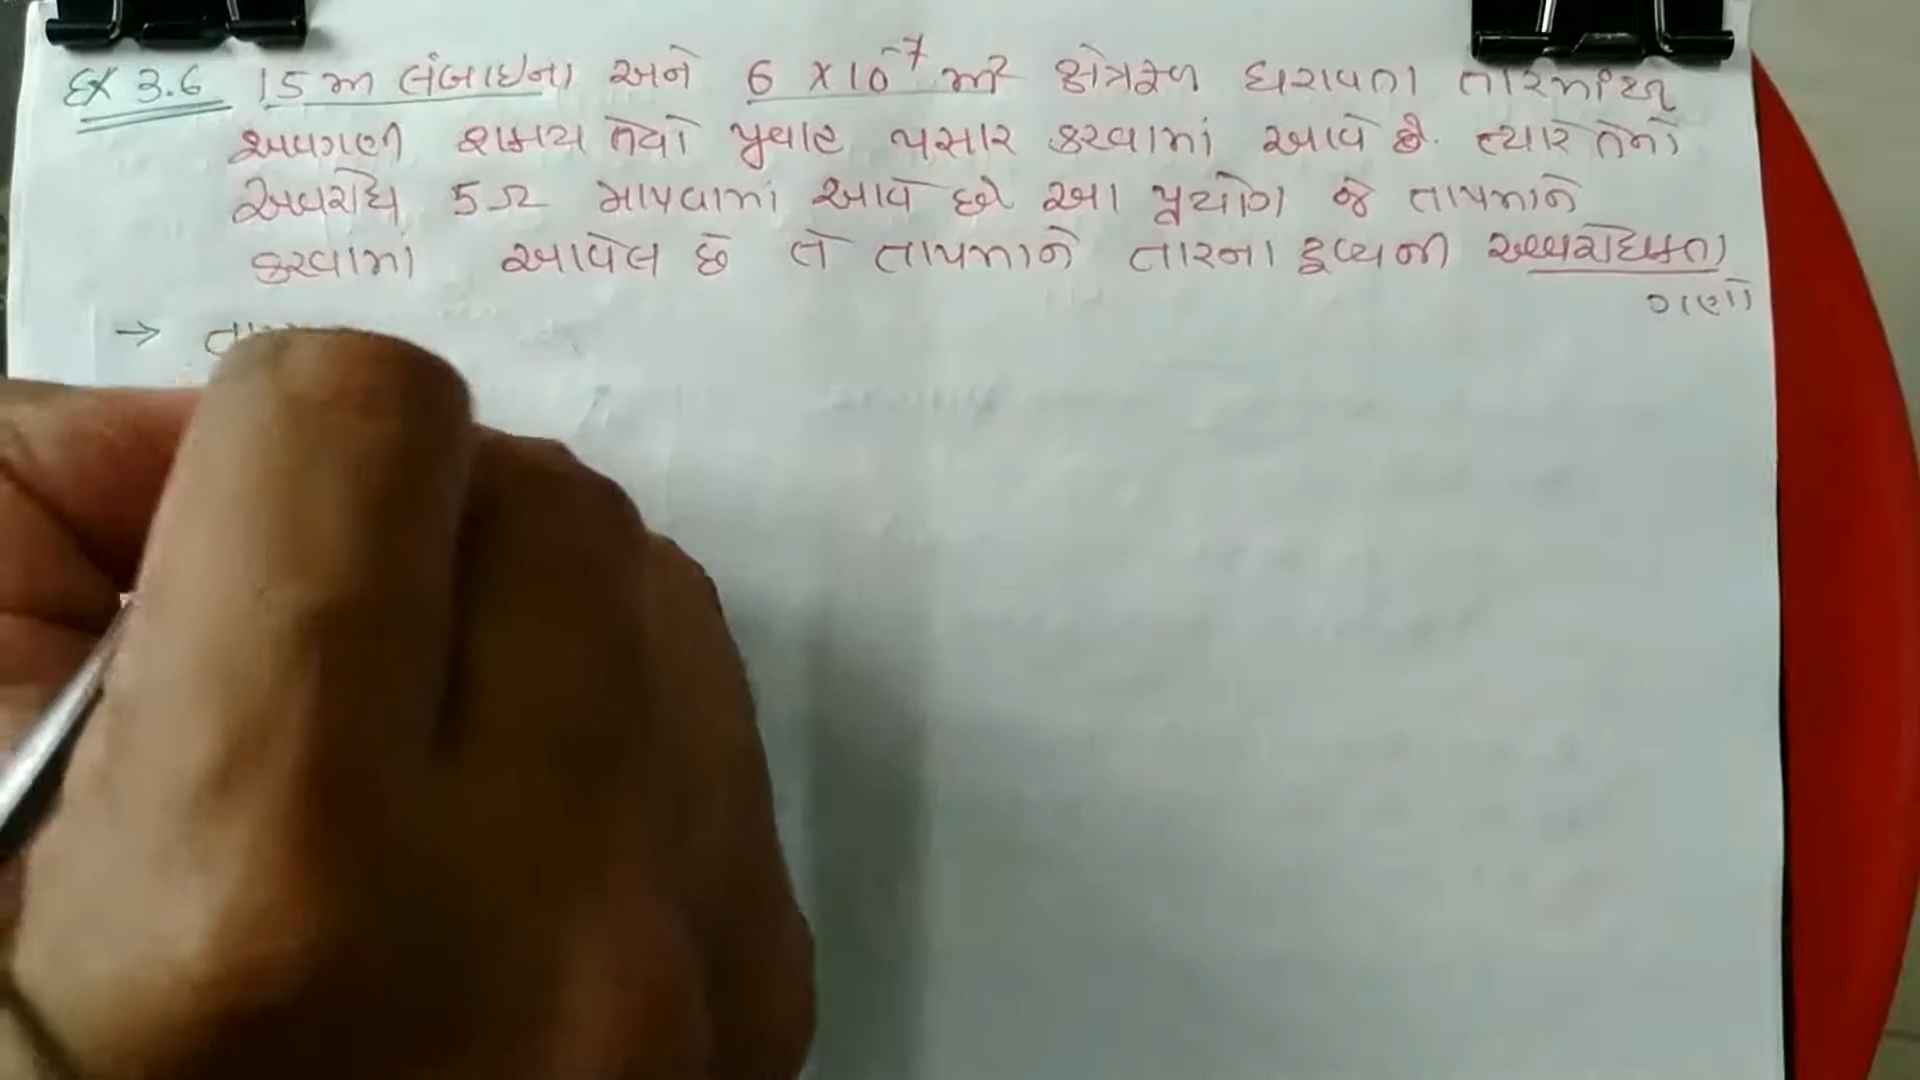 Ex 3.6 15 m લંબાઈના અને 6 × 10⁻⁷ m² ક્ષેત્રફળ ધરાવતા તારમાંથી
અવગણી શકાય તેવો પ્રવાહ પસાર કરવામાં આવે છે. ત્યારે તેનો
અવરોધ 5Ω માપવામાં આવે છે આ પ્રયોગ જે તાપમાને
કરવામાં આવેલ છે તે તાપમાને તારના દ્રવ્યની અવરોધકતા
ગણો
→